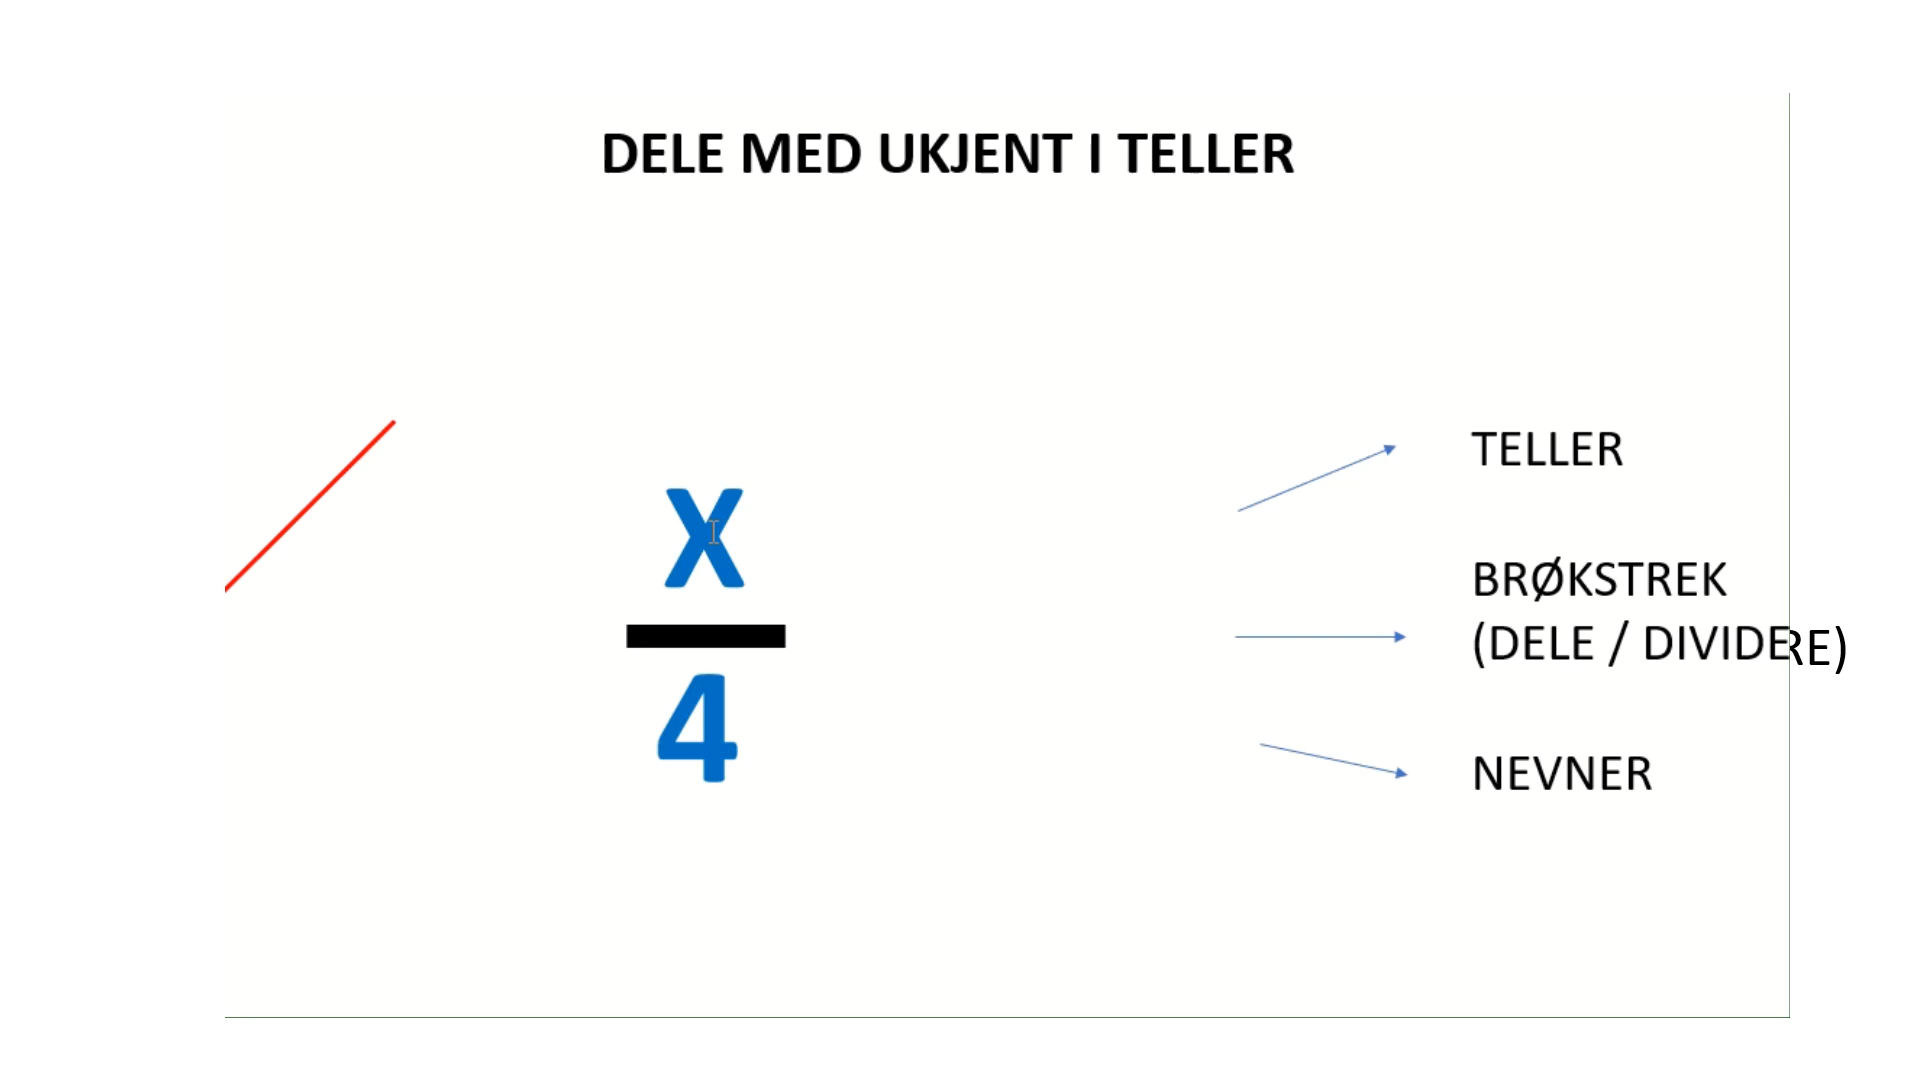 DELE MED UKJENT I TELLER
X
4
TELLER
BRØKSTREK
(DELE / DIVIDERE)
NEVNER